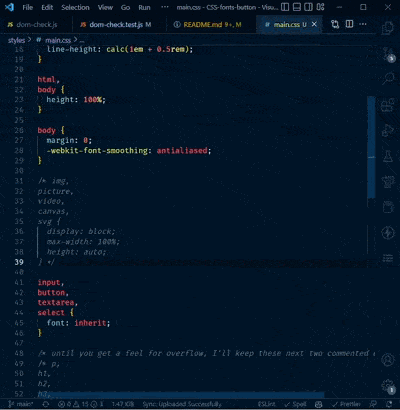 File Edit Selection View Go Run ··· main.css - CSS-fonts-button - Visu...
dom-check.js dom-check.test.js M README.md 9+, M # main.css U ×
styles > # main.css > ...
18 line-height: calc(1em + 0.5rem);
19 }
20
21 html,
22 body {
23 height: 100%;
24 }
25
26 body {
27 margin: 0;
28 -webkit-font-smoothing: antialiased;
29 }
30
31 /* img,
32 picture,
33 video,
34 canvas,
35 svg {
36 display: block;
37 max-width: 100%;
38 height: auto;
39 } */
40
41 input,
42 button,
43 textarea,
44 select {
45 font: inherit;
46 }
47
48 /* until you get a feel for overflow, I'll keep these next two commented
49 /* p,
50 h1,
51 h2,
52 h3,
main* 0 15 3 1.47 KiB Sync: Uploaded Successfully. ESLint Spell Prettier